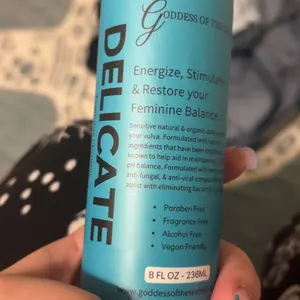 GODDESS OF THE
DELICATE
Energize, Stimulate
& Restore your
Feminine Balance
Sensitive natural & organic
your vulva. Formulated with
ingredients that have been
known to help aid in maintaining
pH balance. Formulated with
anti-fungal, & anti-viral
assist with eliminating bacteria
• Paraben Free
• Fragrance Free
• Alcohol Free
• Vegan Friendly
8 FL OZ - 236ML
www.goddessofthese